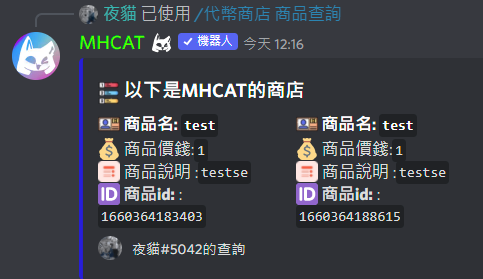 夜貓 已使用 /代幣商店 商品查詢
MHCAT ✓ 機器人 今天 12:16
以下是MHCAT的商店
商品名: test
商品價錢: 1
商品說明 : testse
ID 商品id: :
1660364183403
商品名: test
商品價錢: 1
商品說明 : testse
ID 商品id: :
1660364188615
夜貓#5042的查詢